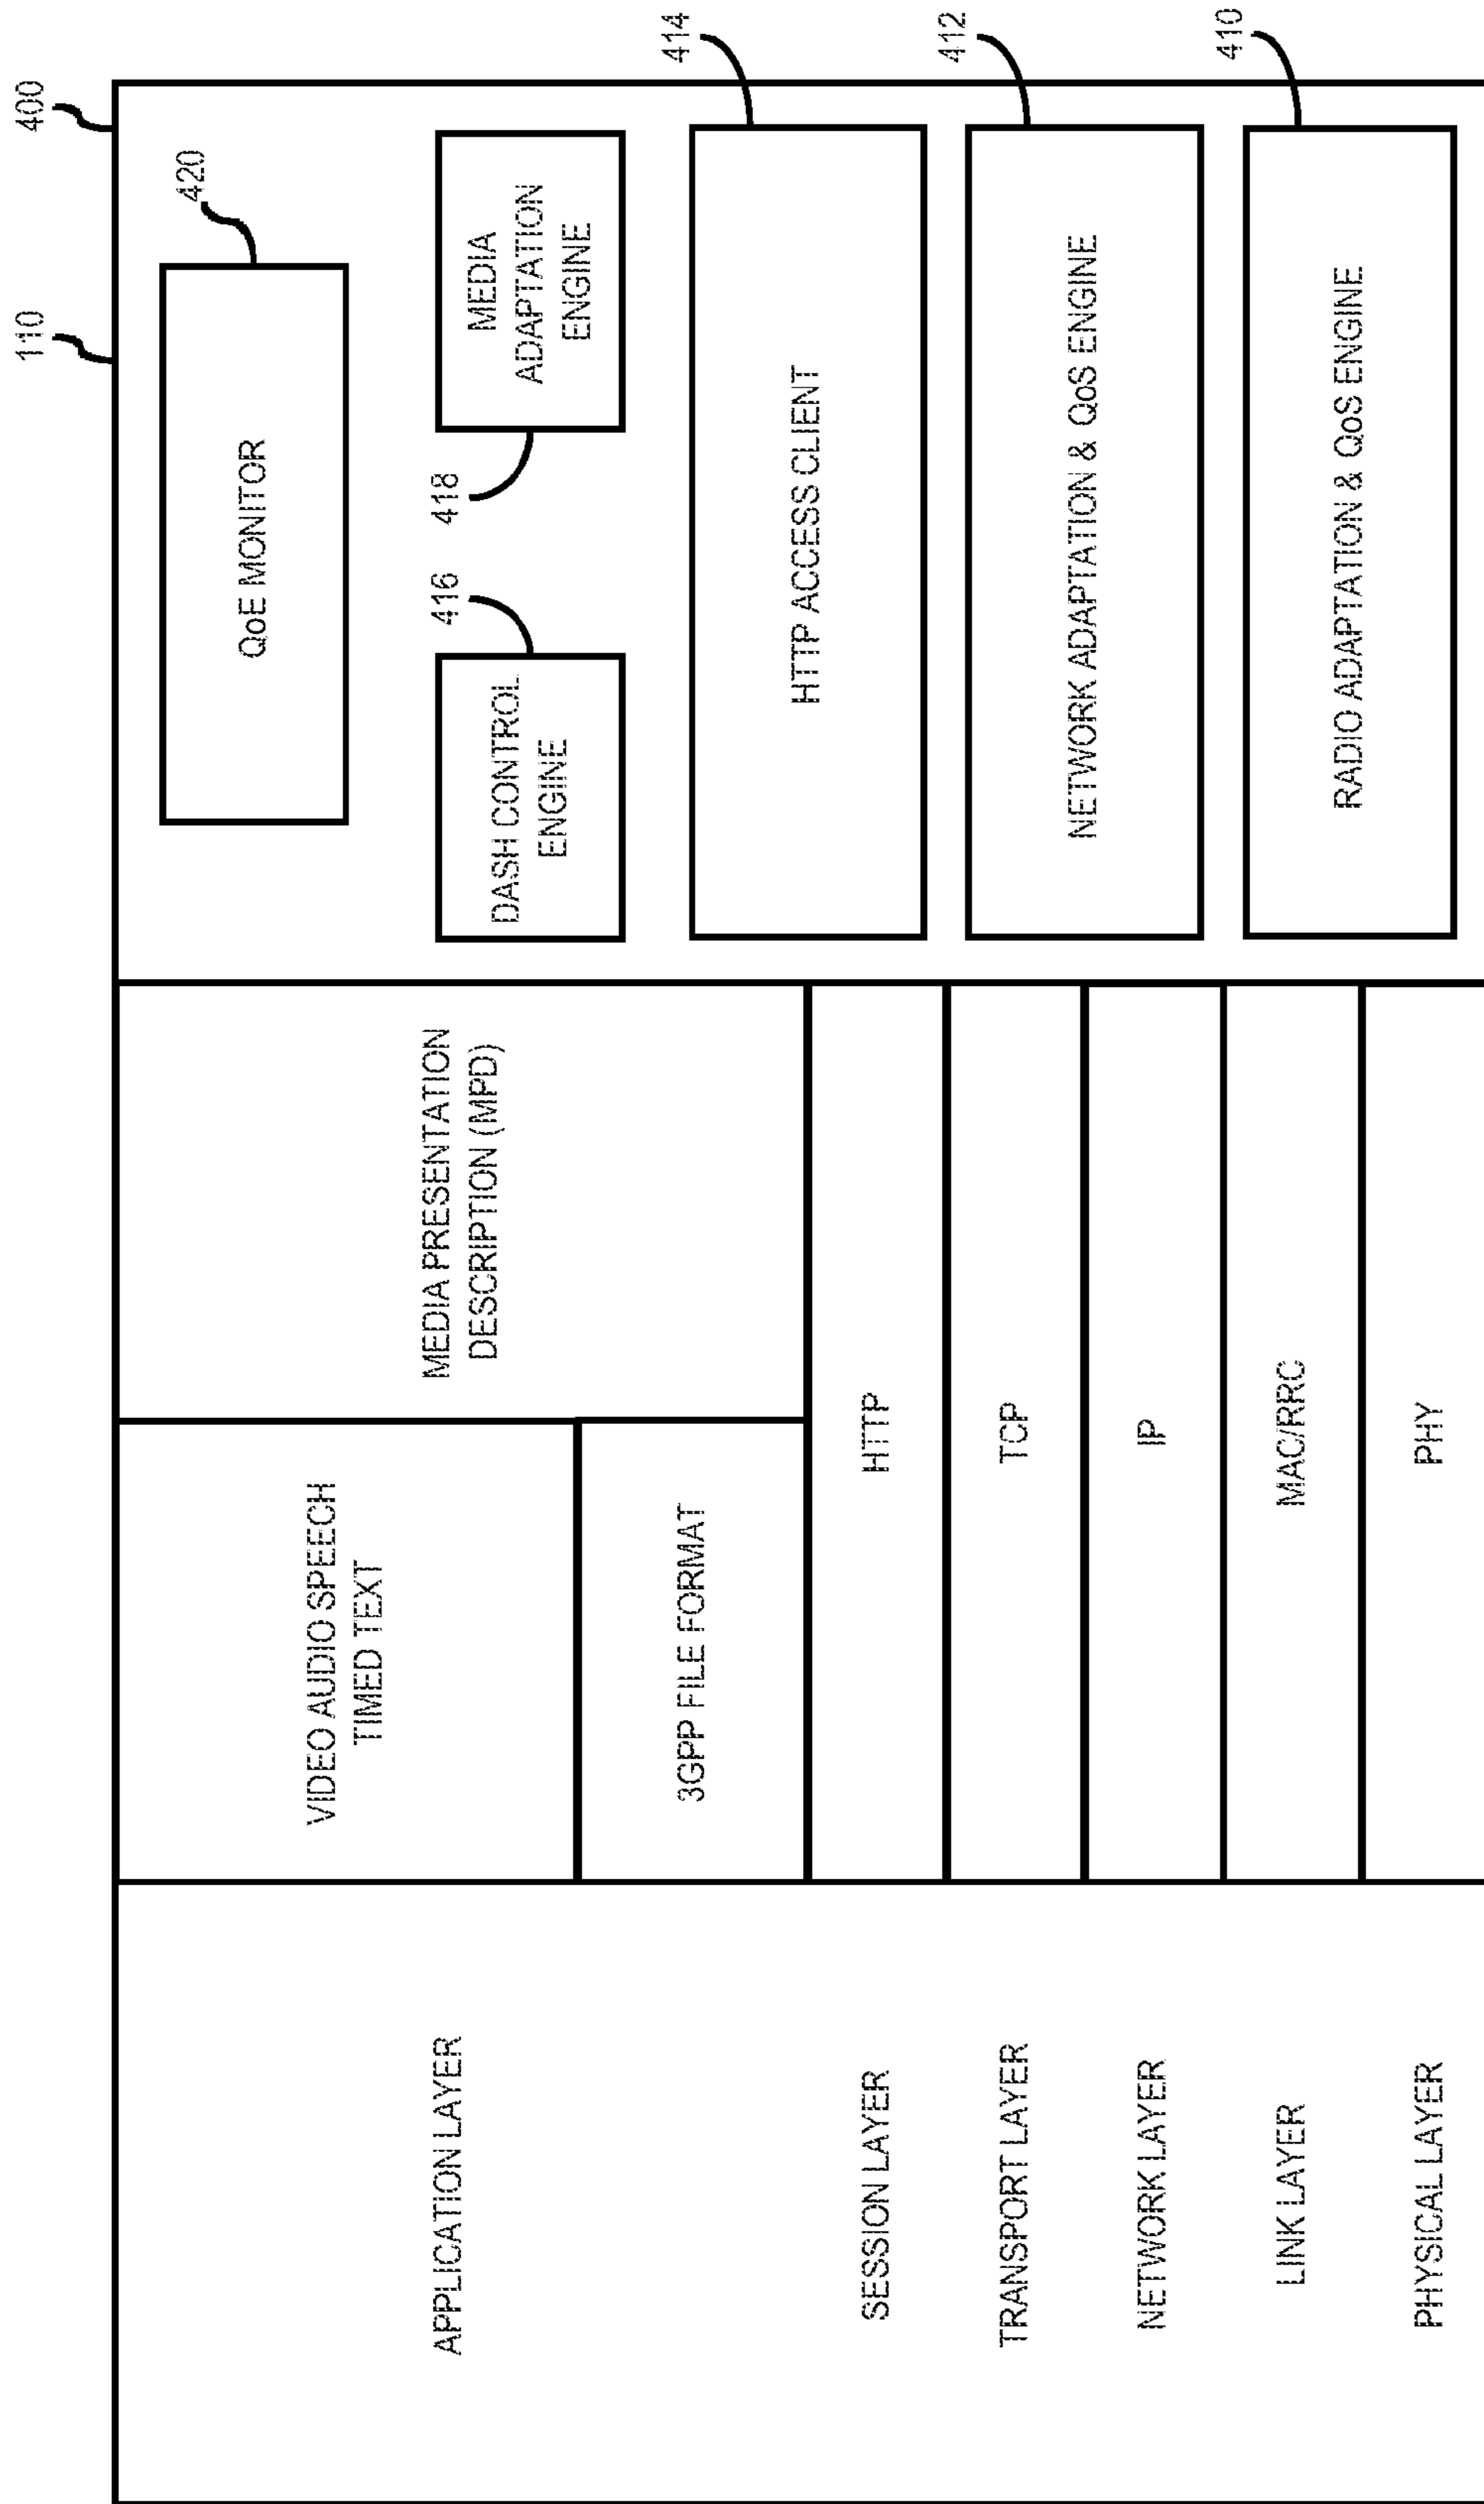 110
400
APPLICATION LAYER
VIDEO AUDIO SPEECH
TIMED TEXT
3GPP FILE FORMAT
MEDIA PRESENTATION
DESCRIPTION (MPD)
QoE MONITOR
420
416
418
DASH CONTROL
ENGINE
MEDIA
ADAPTATION
ENGINE
SESSION LAYER
HTTP
HTTP ACCESS CLIENT
414
TRANSPORT LAYER
TCP
NETWORK LAYER
IP
NETWORK ADAPTATION & QoS ENGINE
412
LINK LAYER
MAC/RRC
PHYSICAL LAYER
PHY
RADIO ADAPTATION & QoS ENGINE
410